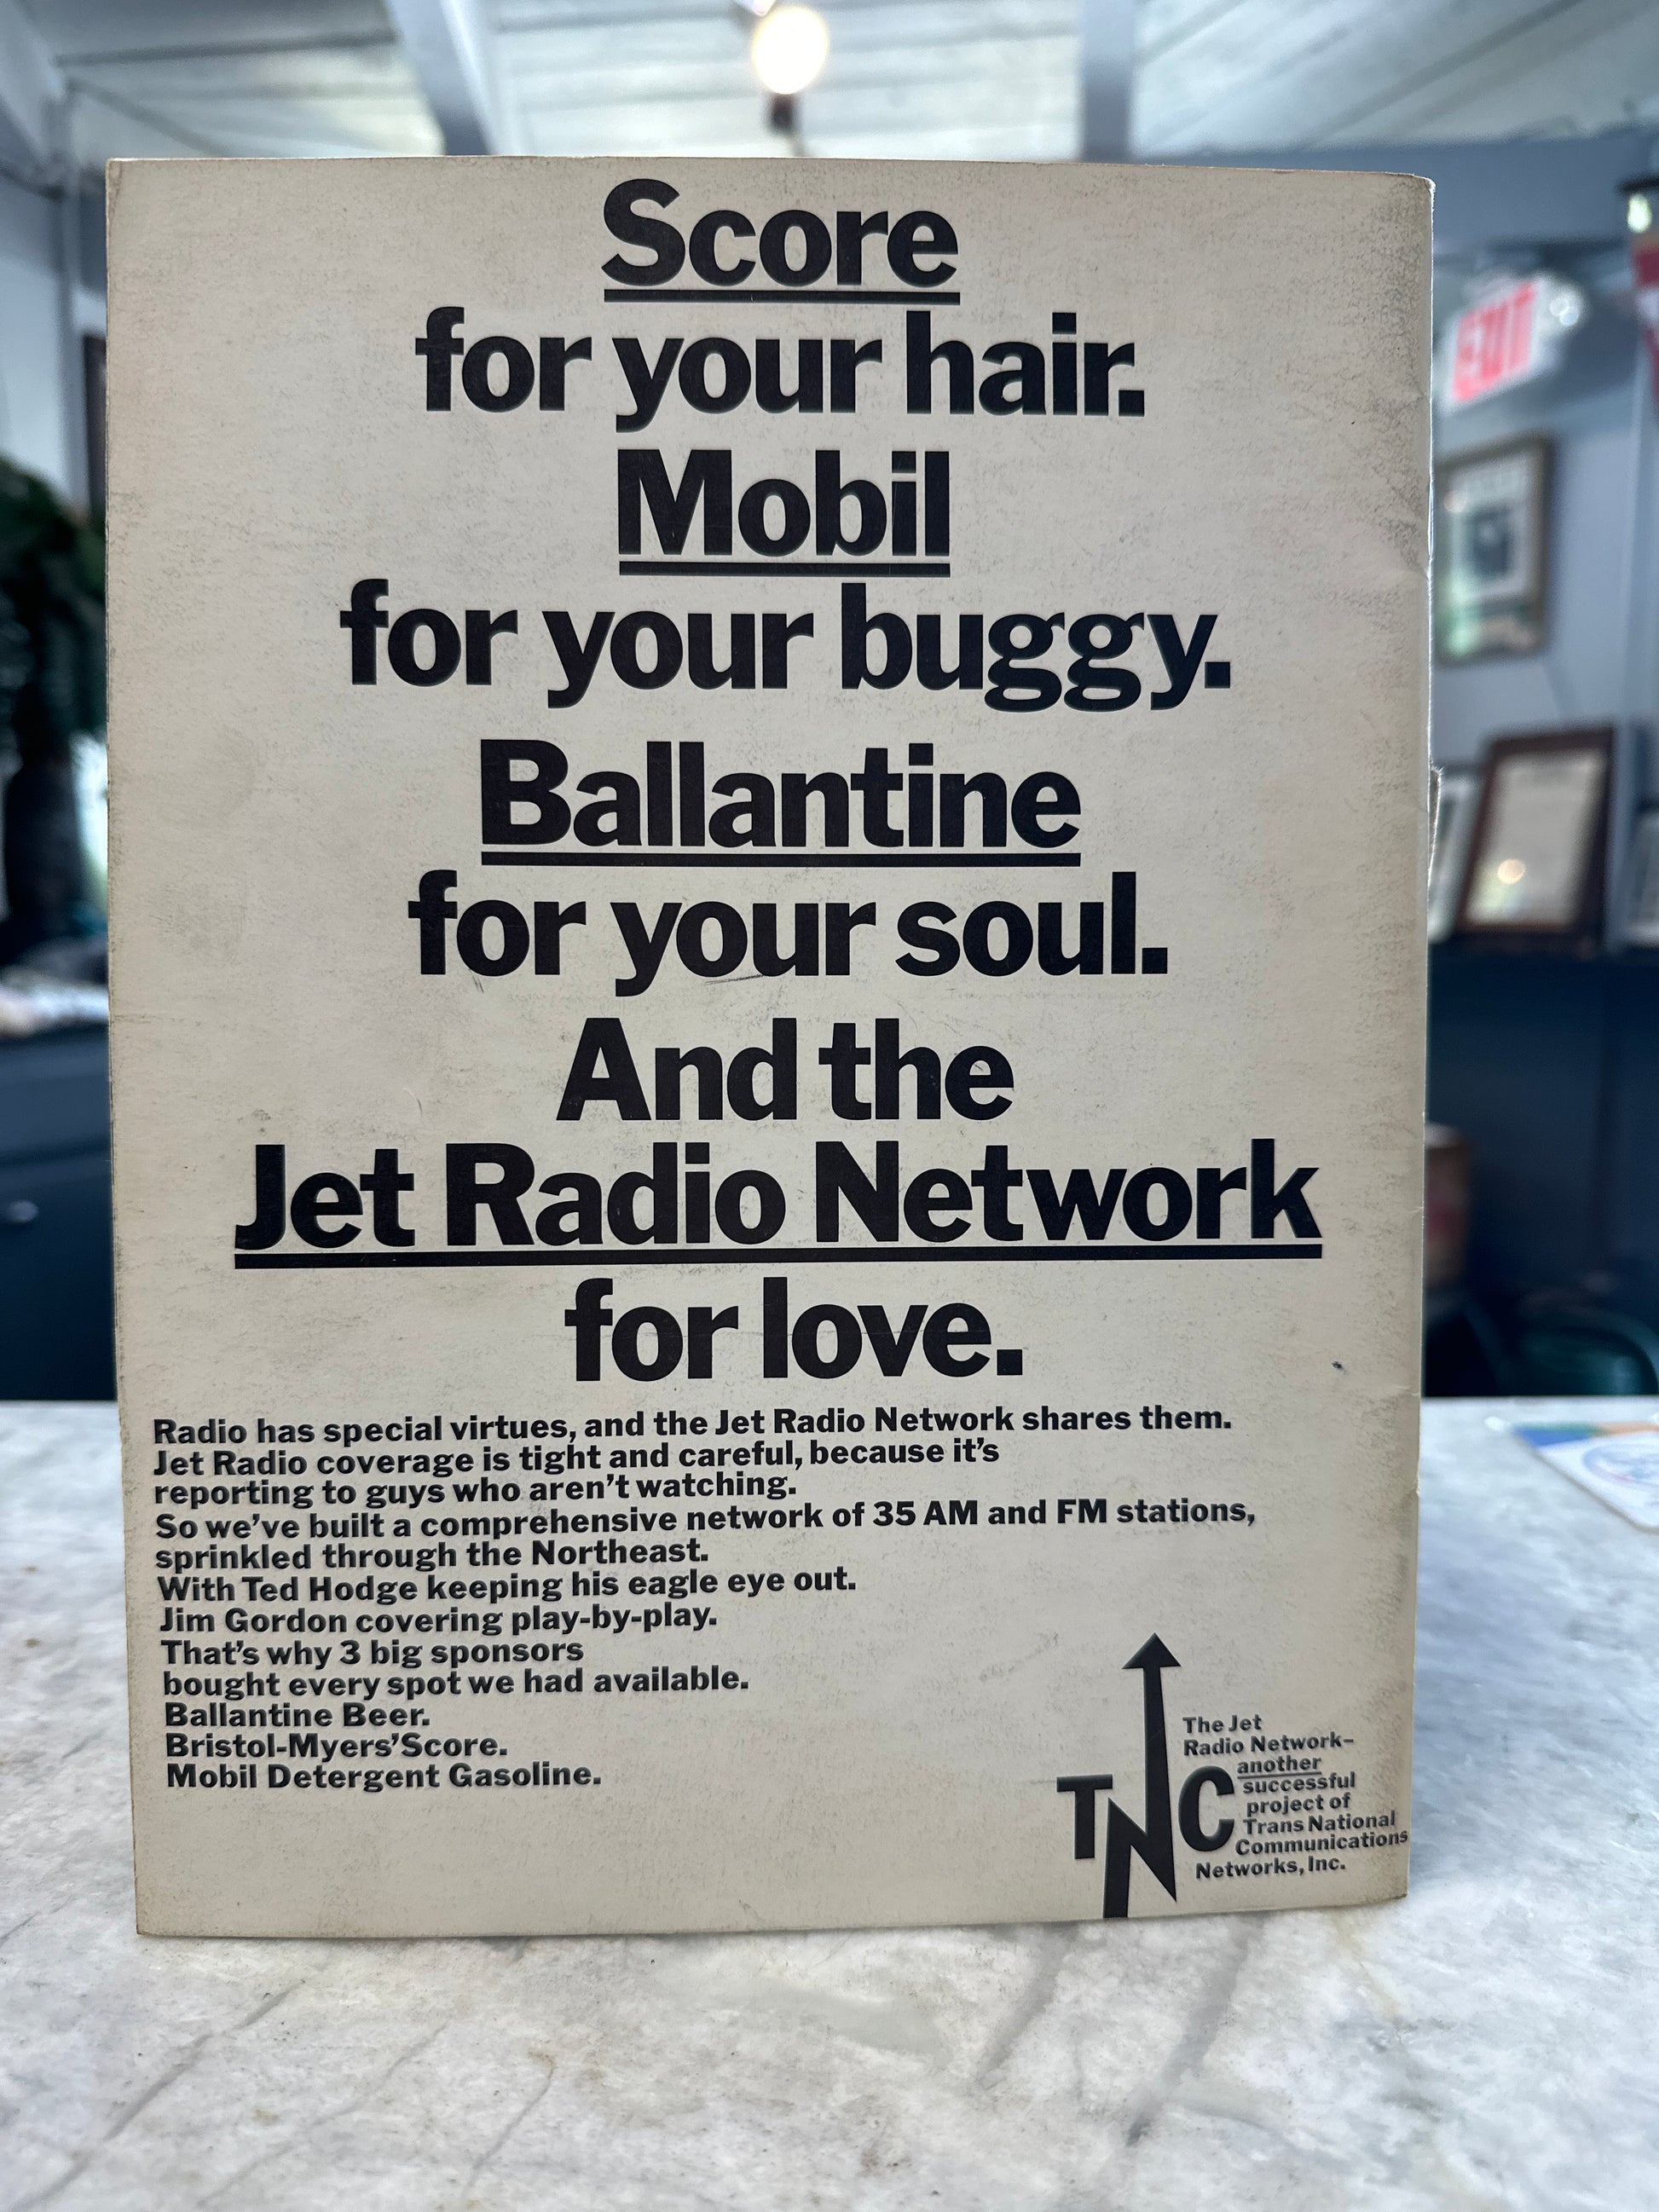 Score
for your hair.
Mobil
for your buggy.
Ballantine
for your soul.
And the
Jet Radio Network
for love.
Radio has special virtues, and the Jet Radio Network shares them.
Jet Radio coverage is tight and careful, because it's
reporting to guys who aren't watching.
So we've built a comprehensive network of 35 AM and FM stations,
sprinkled through the Northeast.
With Ted Hodge keeping his eagle eye out.
Jim Gordon covering play-by-play.
That's why 3 big sponsors
bought every spot we had available.
Ballantine Beer.
Bristol-Myers' Score.
Mobil Detergent Gasoline.
TNC
The Jet
Radio Network–
another
successful
project of
Trans National
Communications
Networks, Inc.
EXIT